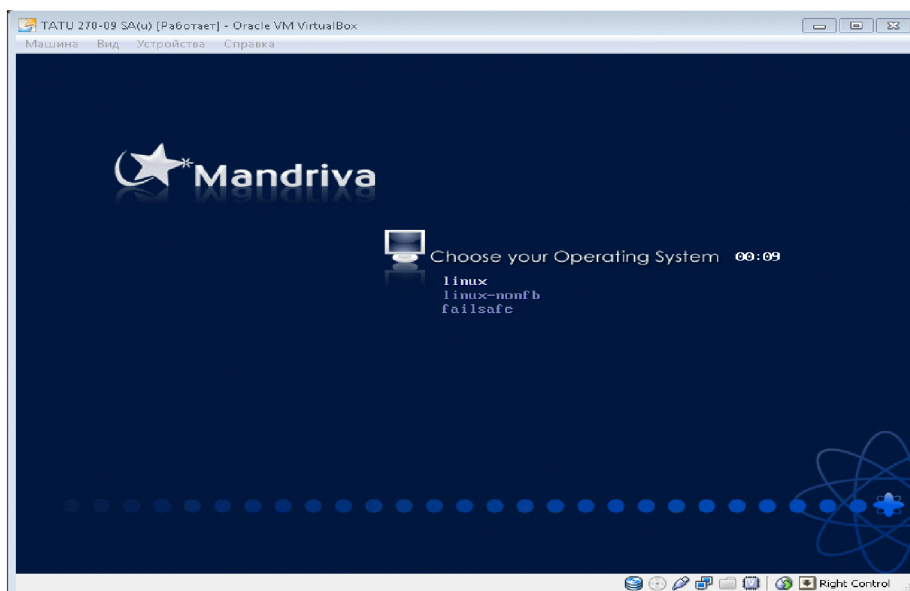 TATU 270-09 SA(u) [Работает] - Oracle VM VirtualBox
Машина Вид Устройства Справка
Mandriva
Choose your Operating System 00:09
linux
linux-nonfb
failsafe
Right Control